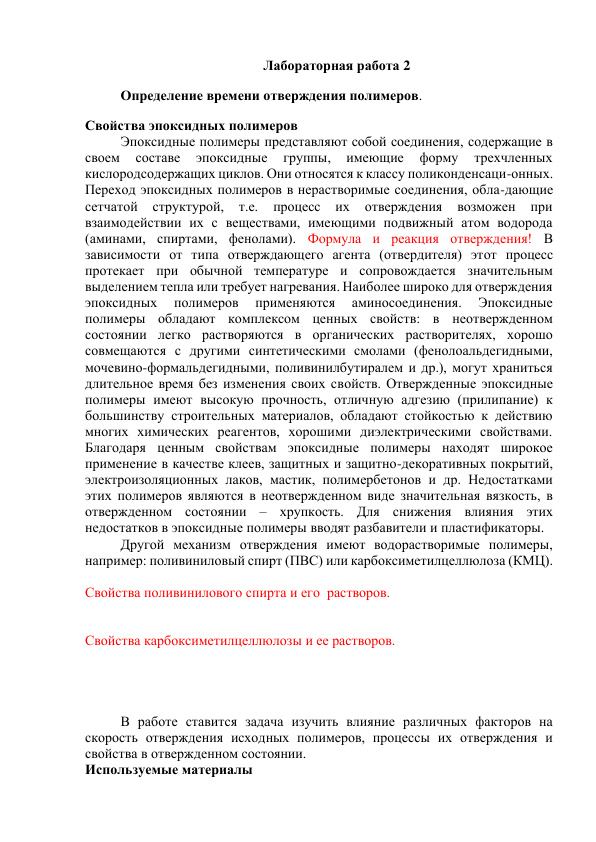 Лабораторная работа 2
Определение времени отверждения полимеров.
Свойства эпоксидных полимеров
Эпоксидные полимеры представляют собой соединения, содержащие в
своем составе эпоксидные группы, имеющие форму трехчленных
кислородсодержащих циклов. Они относятся к классу поликонденсаци-онных.
Переход эпоксидных полимеров в нерастворимые соединения, обла-дающие
сетчатой структурой, т.е. процесс их отверждения возможен при
взаимодействии их с веществами, имеющими подвижный атом водорода
(аминами, спиртами, фенолами). Формула и реакция отверждения! В
зависимости от типа отверждающего агента (отвердителя) этот процесс
протекает при обычной температуре и сопровождается значительным
выделением тепла или требует нагревания. Наиболее широко для отверждения
эпоксидных полимеров применяются аминосоединения. Эпоксидные
полимеры обладают комплексом ценных свойств: в неотвержденном
состоянии легко растворяются в органических растворителях, хорошо
совмещаются с другими синтетическими смолами (фенолоальдегидными,
мочевино-формальдегидными, поливинилбутиралем и др.), могут храниться
длительное время без изменения своих свойств. Отвержденные эпоксидные
полимеры имеют высокую прочность, отличную адгезию (прилипание) к
большинству строительных материалов, обладают стойкостью к действию
многих химических реагентов, хорошими диэлектрическими свойствами.
Благодаря ценным свойствам эпоксидные полимеры находят широкое
применение в качестве клеев, защитных и защитно-декоративных покрытий,
электроизоляционных лаков, мастик, полимербетонов и др. Недостатками
этих полимеров являются в неотвержденном виде значительная вязкость, в
отвержденном состоянии – хрупкость. Для снижения влияния этих
недостатков в эпоксидные полимеры вводят разбавители и пластификаторы.
Другой механизм отверждения имеют водорастворимые полимеры,
например: поливиниловый спирт (ПВС) или карбоксиметилцеллюлоза (КМЦ).
Свойства поливинилового спирта и его растворов.
Свойства карбоксиметилцеллюлозы и ее растворов.
В работе ставится задача изучить влияние различных факторов на
скорость отверждения исходных полимеров, процессы их отверждения и
свойства в отвержденном состоянии.
Используемые материалы